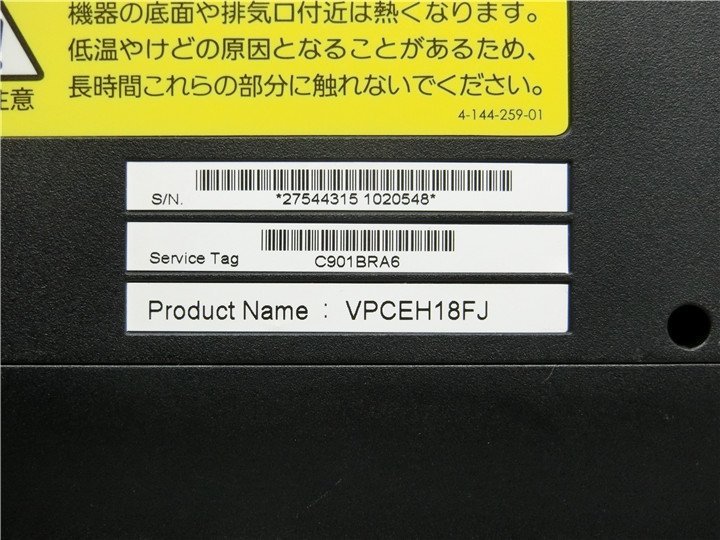 機器の底面や排気口付近は熱くなります。
低温やけどの原因となることがあるため、
長時間これらの部分に触れないでください。
注意
4-144-259-01
S/N. *27544315 1020548*
Service Tag C901BRA6
Product Name : VPCEH18FJ